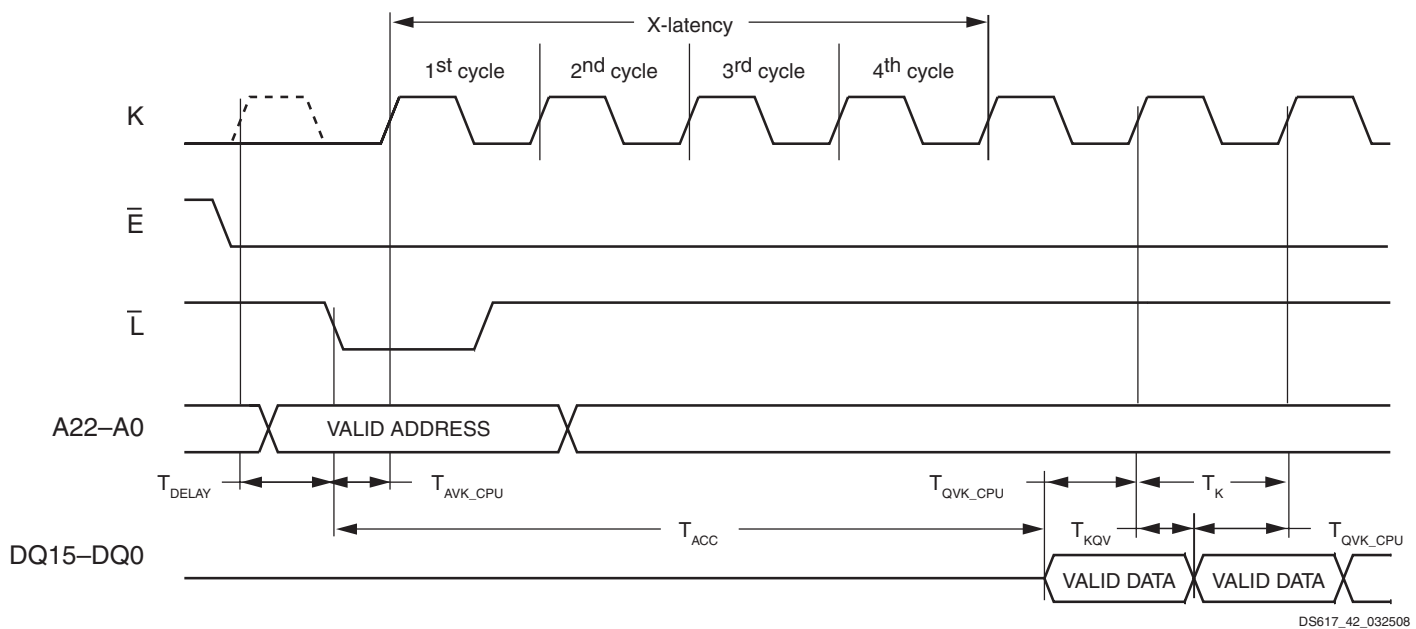 X-latency
1st cycle
2nd cycle
3rd cycle
4th cycle
K
E̅
L̅
A22–A0
VALID ADDRESS
TDELAY
TAVK_CPU
TQVK_CPU
TK
TACC
TKQV
TQVK_CPU
DQ15–DQ0
VALID DATA
VALID DATA
DS617_42_032508